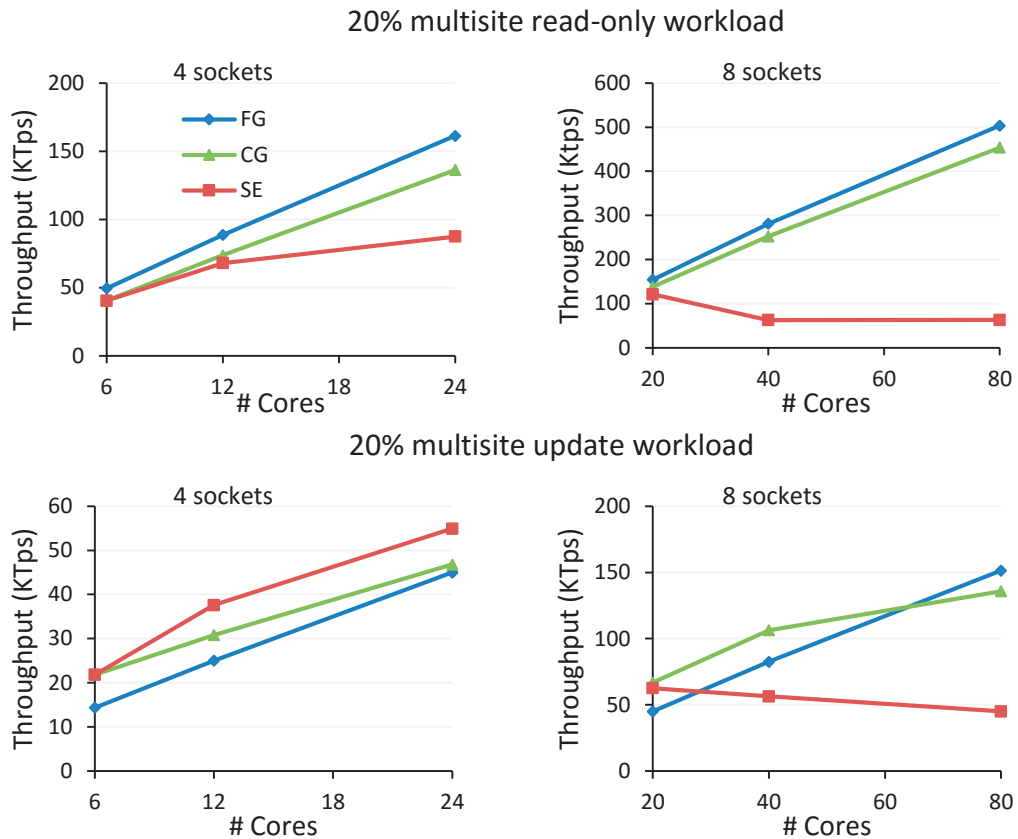 20% multisite read-only workload
4 sockets
Throughput (KTps)
200
150
100
50
0
FG
CG
SE
6
12
18
24
# Cores
8 sockets
Throughput (Ktps)
600
500
400
300
200
100
0
20
40
60
80
# Cores
20% multisite update workload
4 sockets
Throughput (KTps)
60
50
40
30
20
10
0
6
12
18
24
# Cores
8 sockets
Throughput (KTps)
200
150
100
50
0
20
40
60
80
# Cores